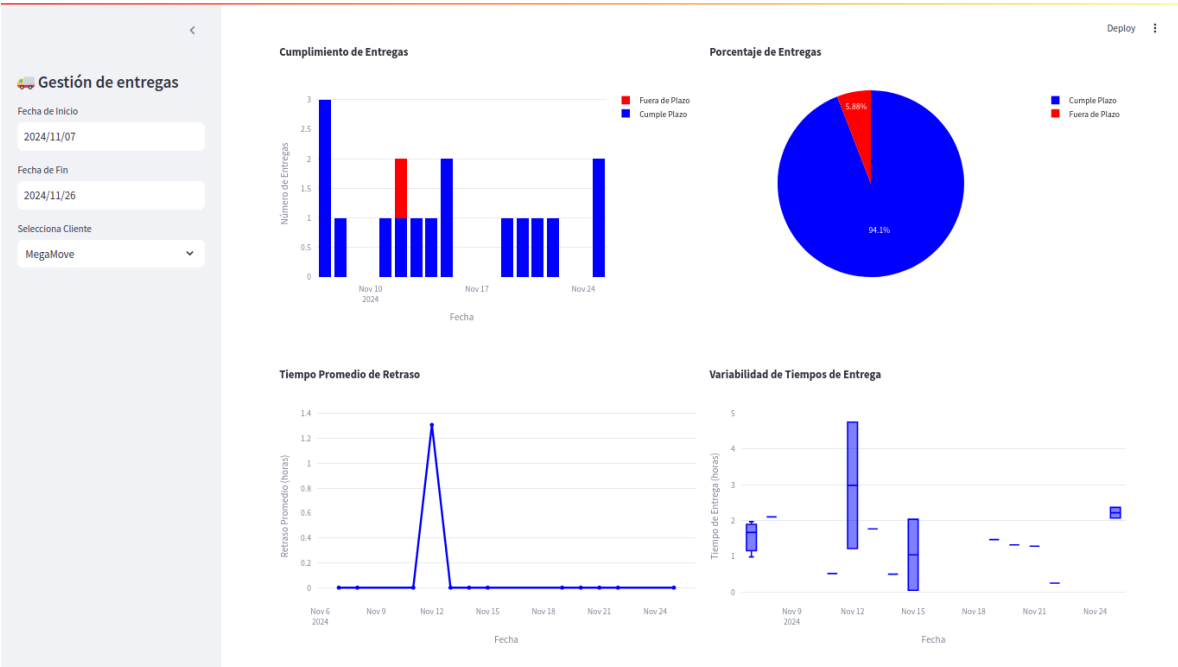 Deploy
🚚 Gestión de entregas
Fecha de Inicio
2024/11/07
Fecha de Fin
2024/11/26
Selecciona Cliente
MegaMove
Cumplimiento de Entregas
Fuera de Plazo
Cumple Plazo
3
2.5
2
1.5
1
0.5
0
Número de Entregas
Nov 10
2024
Nov 17
Nov 24
Fecha
Porcentaje de Entregas
Cumple Plazo
Fuera de Plazo
5.88%
94.1%
Tiempo Promedio de Retraso
1.4
1.2
1
0.8
0.6
0.4
0.2
0
Retraso Promedio (horas)
Nov 6
2024
Nov 9
Nov 12
Nov 15
Nov 18
Nov 21
Nov 24
Fecha
Variabilidad de Tiempos de Entrega
5
4
3
2
1
0
Tiempo de Entrega (horas)
Nov 9
2024
Nov 12
Nov 15
Nov 18
Nov 21
Nov 24
Fecha